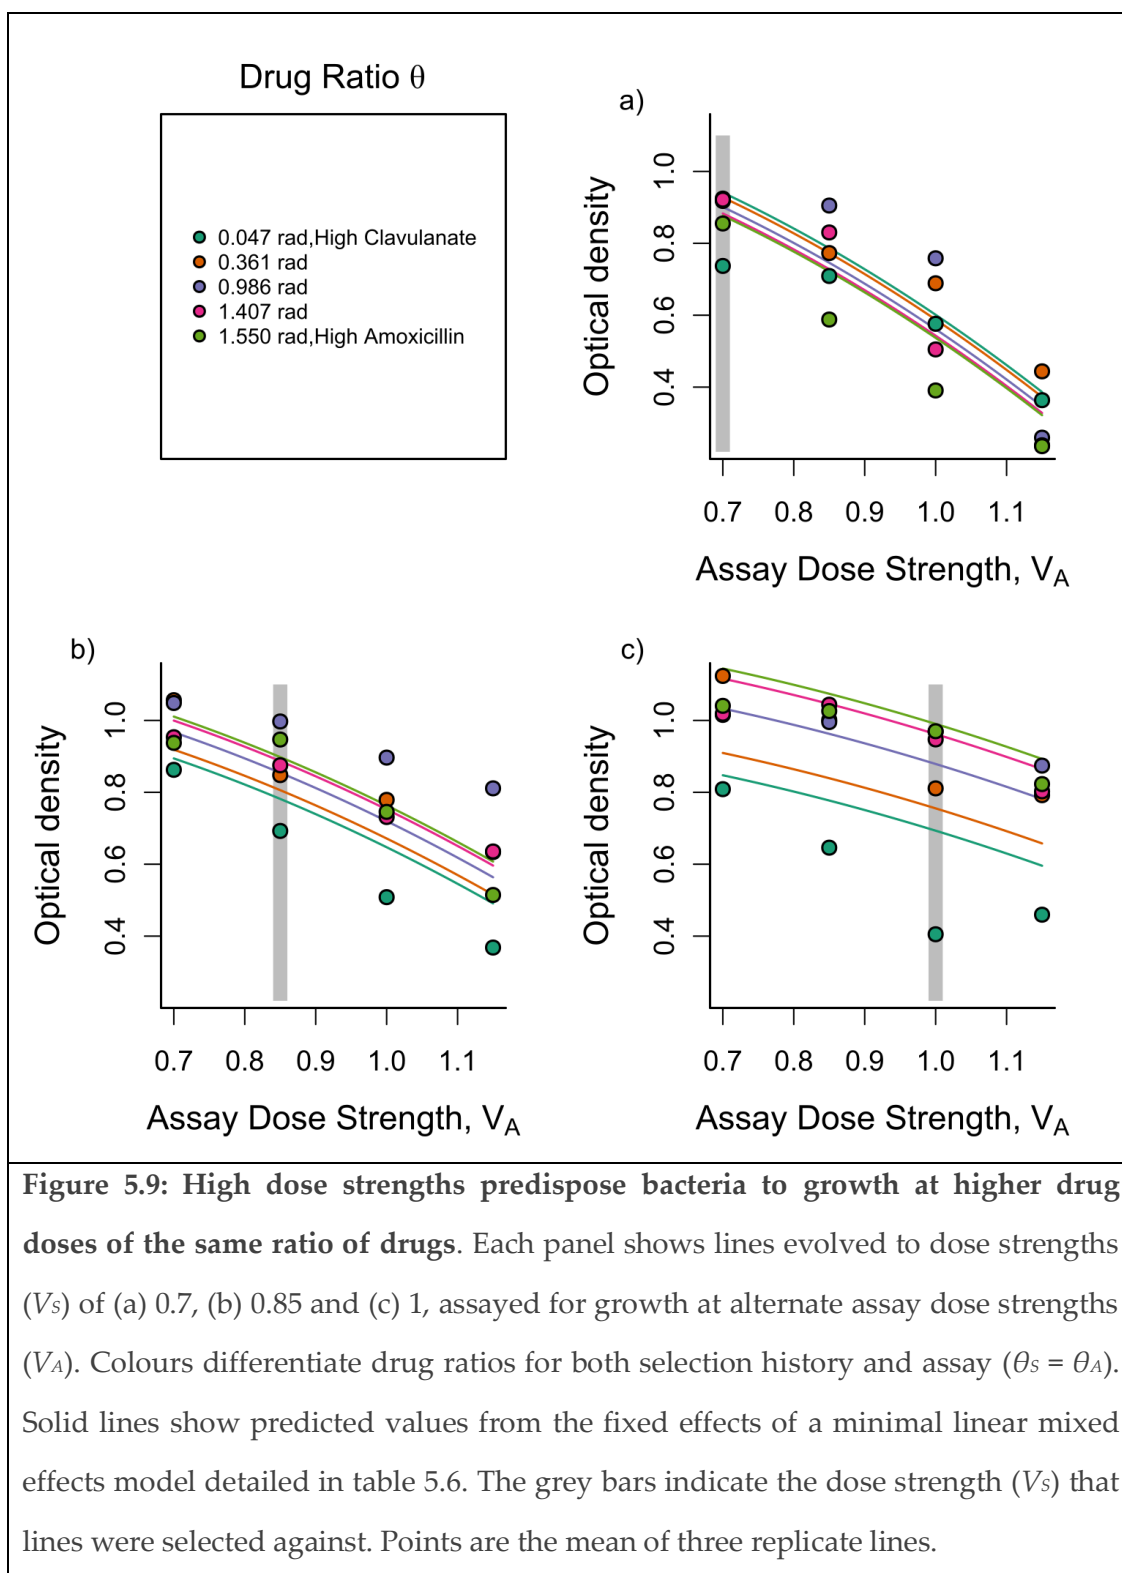 Drug Ratio θ
0.047 rad,High Clavulanate
0.361 rad
0.986 rad
1.407 rad
1.550 rad,High Amoxicillin
a)
Optical density
1.0
0.8
0.6
0.4
0.7 0.8 0.9 1.0 1.1
Assay Dose Strength, V_A
b)
Optical density
1.0
0.8
0.6
0.4
0.7 0.8 0.9 1.0 1.1
Assay Dose Strength, V_A
c)
Optical density
1.0
0.8
0.6
0.4
0.7 0.8 0.9 1.0 1.1
Assay Dose Strength, V_A
Figure 5.9: High dose strengths predispose bacteria to growth at higher drug
doses of the same ratio of drugs. Each panel shows lines evolved to dose strengths
(V_S) of (a) 0.7, (b) 0.85 and (c) 1, assayed for growth at alternate assay dose strengths
(V_A). Colours differentiate drug ratios for both selection history and assay (θ_S = θ_A).
Solid lines show predicted values from the fixed effects of a minimal linear mixed
effects model detailed in table 5.6. The grey bars indicate the dose strength (V_S) that
lines were selected against. Points are the mean of three replicate lines.